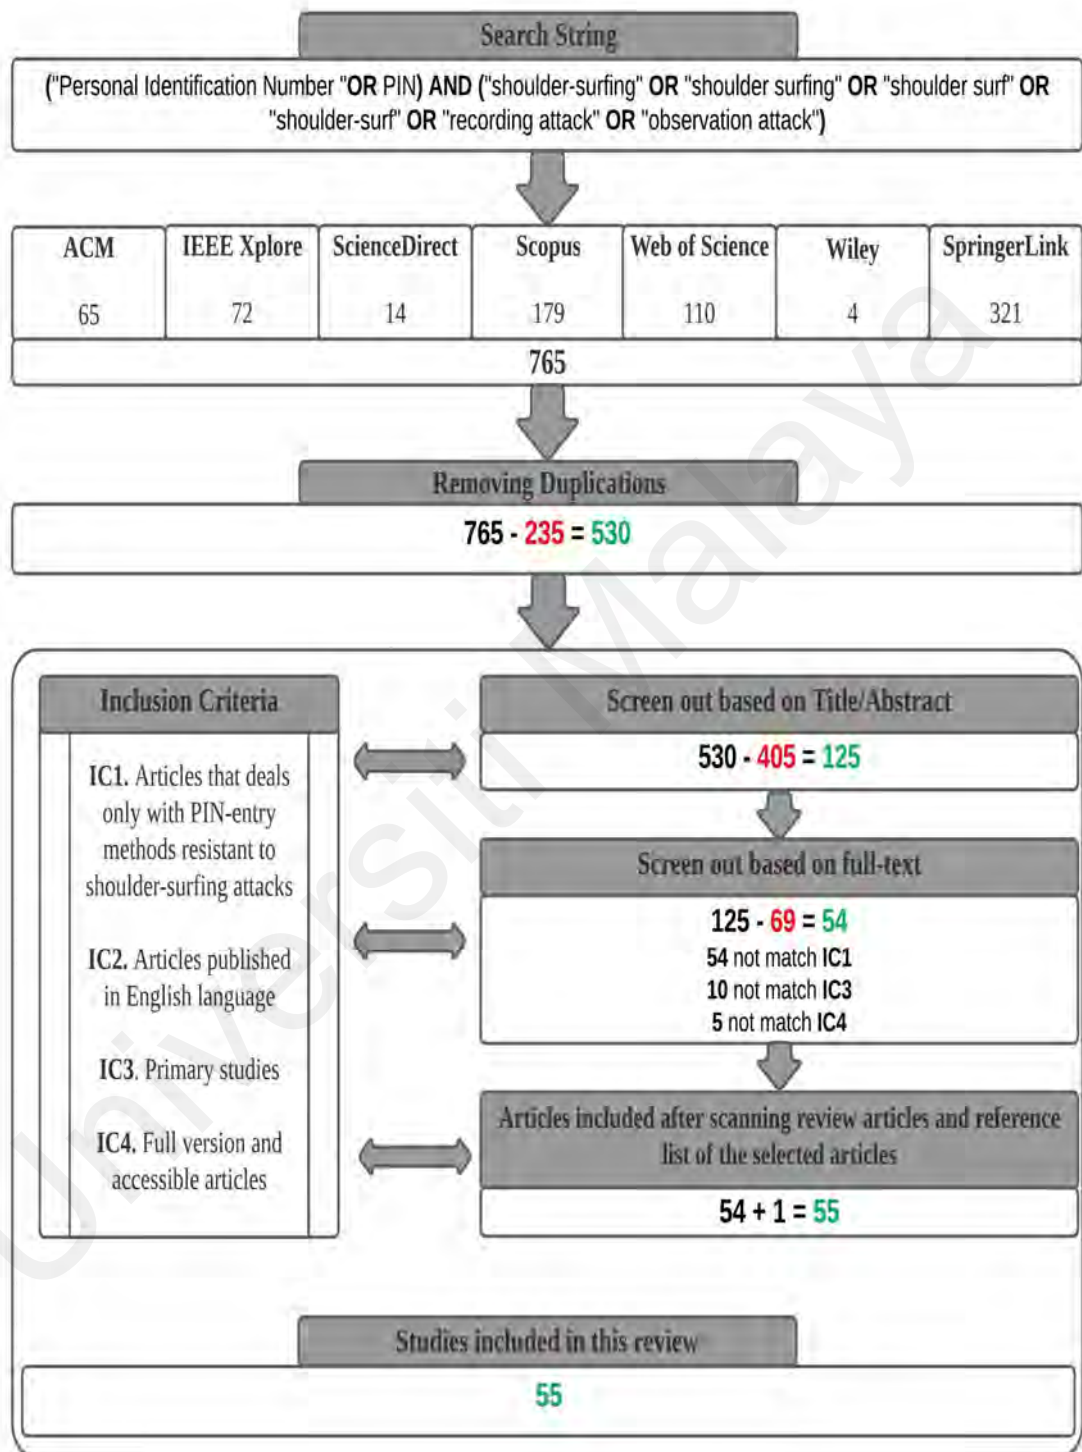 Search String
("Personal Identification Number "OR PIN) AND ("shoulder-surfing" OR "shoulder surfing" OR "shoulder surf" OR
"shoulder-surf" OR "recording attack" OR "observation attack")
ACM
65
IEEE Xplore
72
ScienceDirect
14
Scopus
179
Web of Science
110
Wiley
4
SpringerLink
321
765
Removing Duplications
765 - 235 = 530
Inclusion Criteria
IC1. Articles that deals
only with PIN-entry
methods resistant to
shoulder-surfing attacks
IC2. Articles published
in English language
IC3. Primary studies
IC4. Full version and
accessible articles
Screen out based on Title/Abstract
530 - 405 = 125
Screen out based on full-text
125 - 69 = 54
54 not match IC1
10 not match IC3
5 not match IC4
Articles included after scanning review articles and reference
list of the selected articles
54 + 1 = 55
Studies included in this review
55
Universiti Malaya